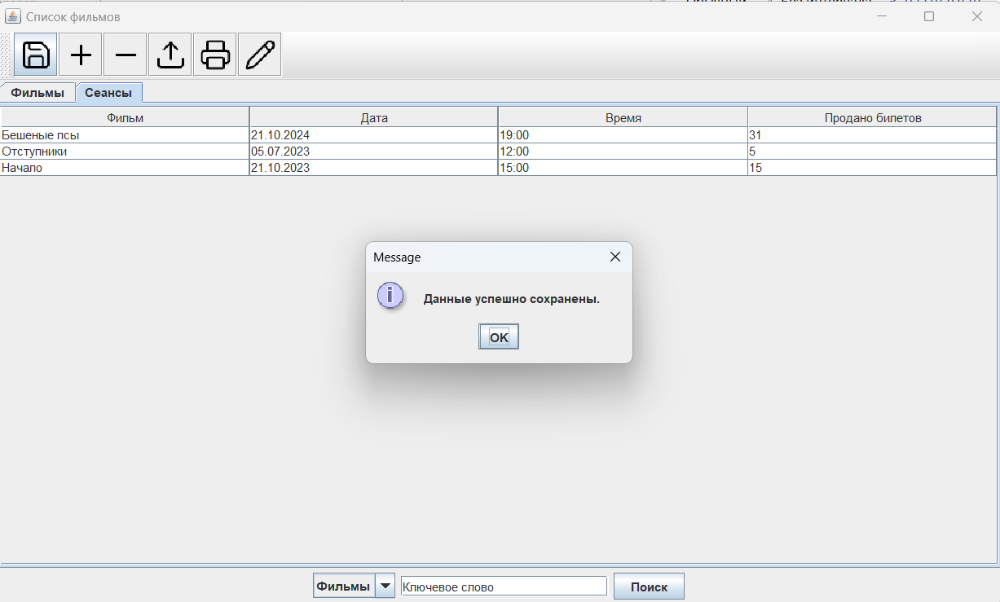 Список фильмов
Фильмы Сеансы
Фильм Дата Время Продано билетов
Бешеные псы 21.10.2024 19:00 31
Отступники 05.07.2023 12:00 5
Начало 21.10.2023 15:00 15
Message
i
Данные успешно сохранены.
OK
Фильмы Ключевое слово Поиск